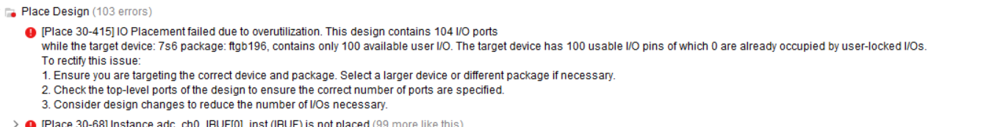 Place Design (103 errors)
[Place 30-415] IO Placement failed due to overutilization. This design contains 104 I/O ports
while the target device: 7s6 package: ftgb196, contains only 100 available user I/O. The target device has 100 usable I/O pins of which 0 are already occupied by user-locked I/Os.
To rectify this issue:
1. Ensure you are targeting the correct device and package. Select a larger device or different package if necessary.
2. Check the top-level ports of the design to ensure the correct number of ports are specified.
3. Consider design changes to reduce the number of I/Os necessary.
[Place 30-68] Instance adc_ch0_IBUF[0]_inst (IBUF) is not placed (99 more like this)